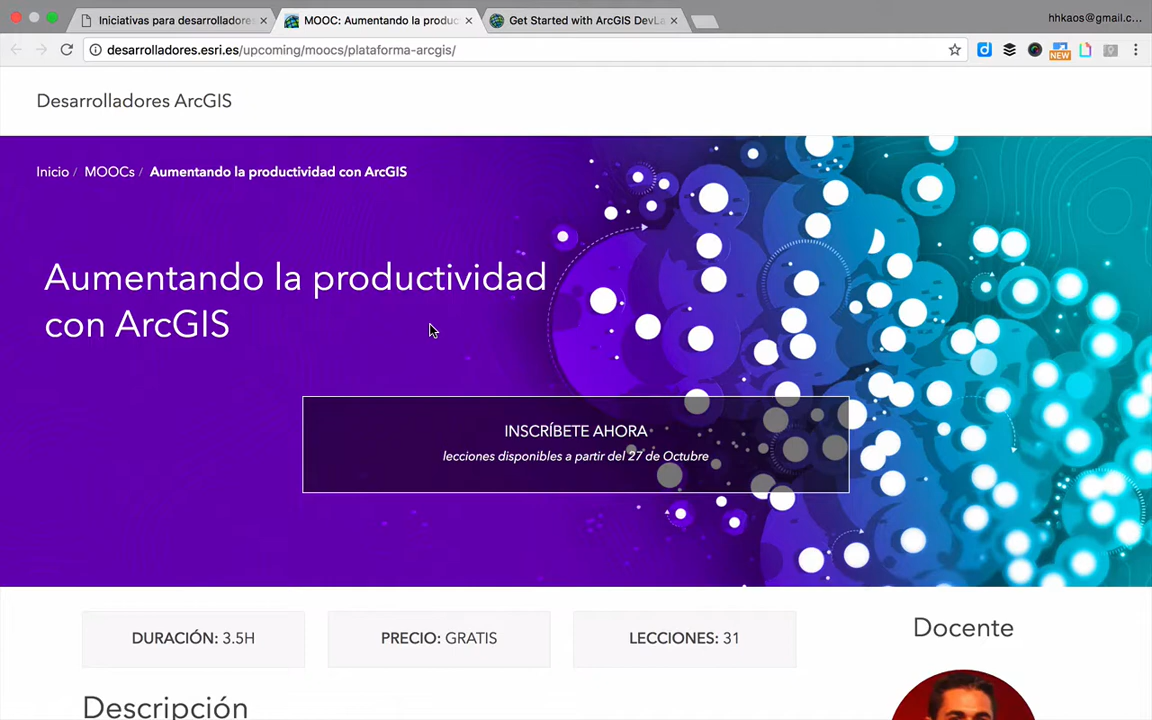 Iniciativas para desarrolladores
MOOC: Aumentando la produc
Get Started with ArcGIS DevLa
hhkaos@gmail.c...
desarrolladores.esri.es/upcoming/moocs/plataforma-arcgis/
NEW
Desarrolladores ArcGIS
Inicio / MOOCs / Aumentando la productividad con ArcGIS
Aumentando la productividad
con ArcGIS
INSCRÍBETE AHORA
lecciones disponibles a partir del 27 de Octubre
DURACIÓN: 3.5H
PRECIO: GRATIS
LECCIONES: 31
Docente
Descripción